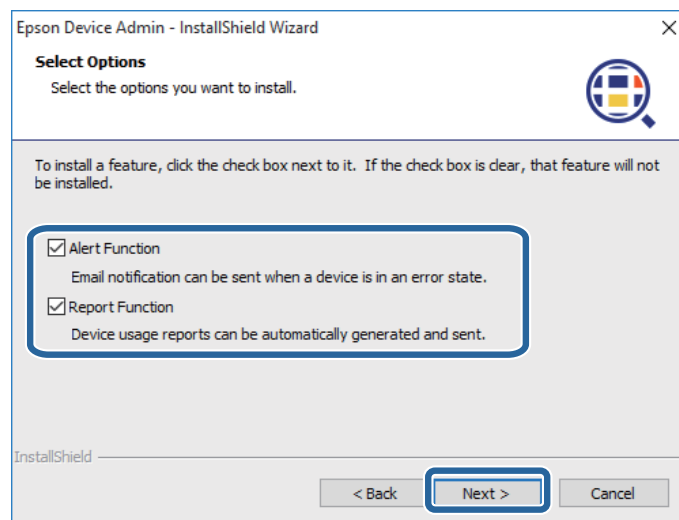 Epson Device Admin - InstallShield Wizard
Select Options
Select the options you want to install.
To install a feature, click the check box next to it. If the check box is clear, that feature will not
be installed.
Alert Function
Email notification can be sent when a device is in an error state.
Report Function
Device usage reports can be automatically generated and sent.
InstallShield
< Back
Next >
Cancel